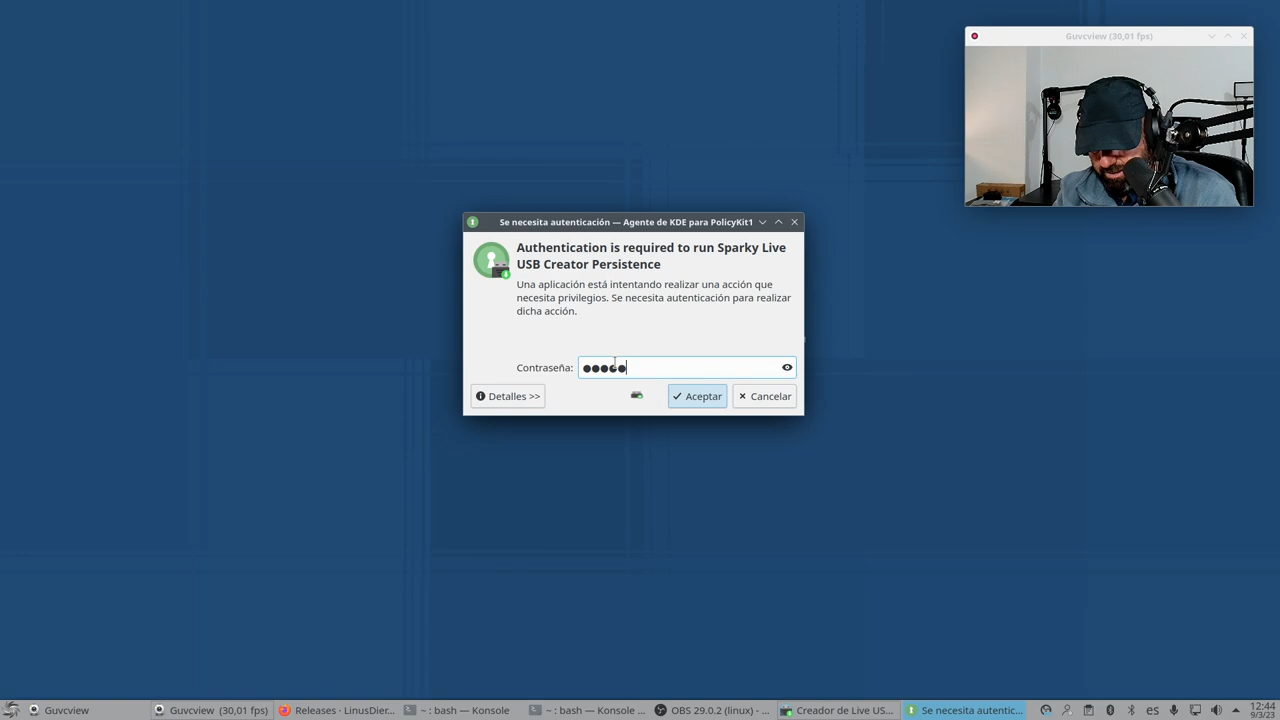 Guvcview (30,01 fps)
Se necesita autenticación — Agente de KDE para PolicyKit1
Authentication is required to run Sparky Live
USB Creator Persistence
Una aplicación está intentando realizar una acción que
necesita privilegios. Se necesita autenticación para realizar
dicha acción.
Contraseña:
Detalles >>
Aceptar
Cancelar
Guvcview
Guvcview (30,01 fps)
Releases · LinusDier...
~ : bash — Konsole
~ : bash — Konsole ...
OBS 29.0.2 (linux) - ...
Creador de Live US...
Se necesita autentic...
es
12:44
9/3/23